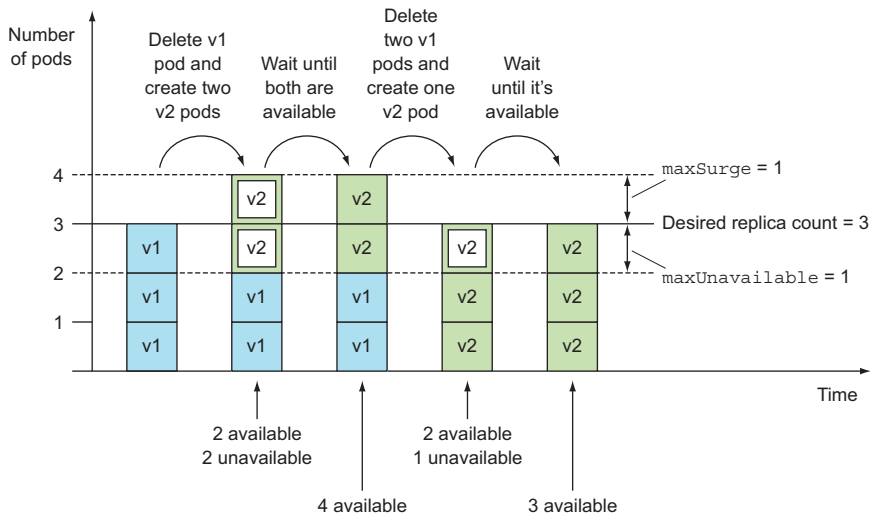 Number
of pods
Delete v1
pod and
create two
v2 pods
Wait until
both are
available
Delete
two v1
pods and
create one
v2 pod
Wait
until it's
available
4
3
2
1
v1
v1
v1
v2
v2
v1
v1
v2
v2
v1
v1
v2
v2
v2
v2
v2
v2
maxSurge = 1
Desired replica count = 3
maxUnavailable = 1
Time
2 available
2 unavailable
4 available
2 available
1 unavailable
3 available